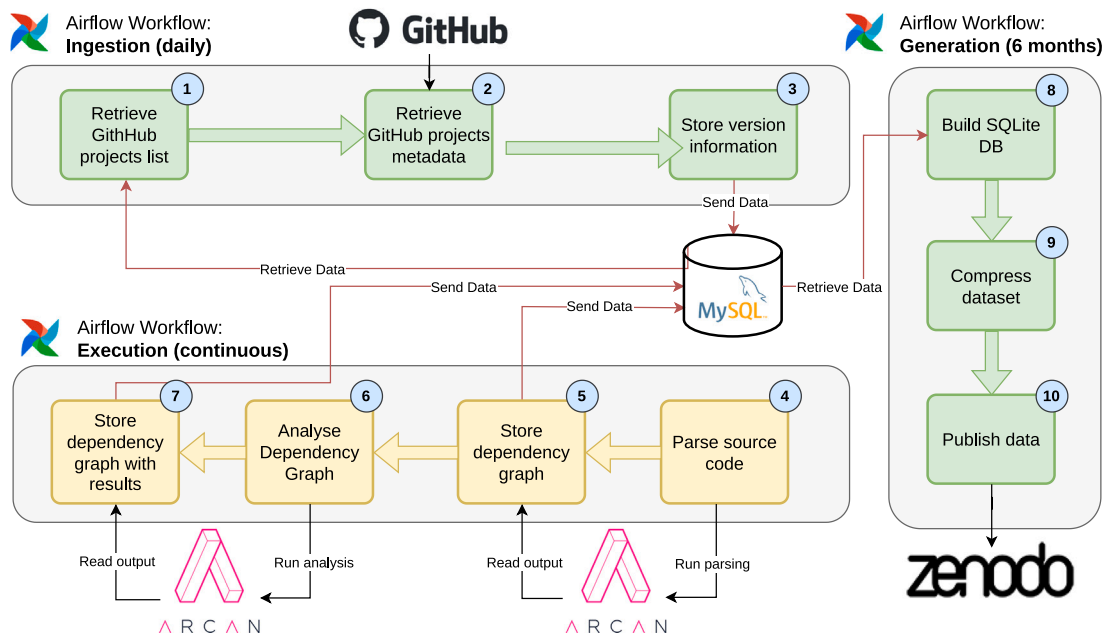 Airflow Workflow:
Ingestion (daily)
GitHub
Airflow Workflow:
Generation (6 months)
1
Retrieve
GithHub
projects list
2
Retrieve
GitHub projects
metadata
3
Store version
information
8
Build SQLite
DB
Send Data
Retrieve Data
Send Data
Send Data
MySQL
Retrieve Data
9
Compress
dataset
Airflow Workflow:
Execution (continuous)
7
Store
dependency
graph with
results
6
Analyse
Dependency
Graph
5
Store
dependency
graph
4
Parse source
code
10
Publish data
Read output
Run analysis
Read output
Run parsing
ARCAN
ARCAN
zenodo